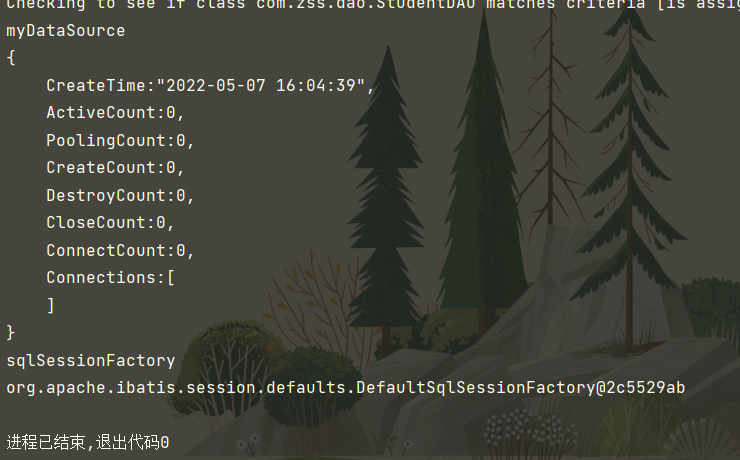 Checking to see if class com.zss.dao.StudentDAO matches criteria [is assig
myDataSource
{
    CreateTime:"2022-05-07 16:04:39",
    ActiveCount:0,
    PoolingCount:0,
    CreateCount:0,
    DestroyCount:0,
    CloseCount:0,
    ConnectCount:0,
    Connections:[
    ]
}
sqlSessionFactory
org.apache.ibatis.session.defaults.DefaultSqlSessionFactory@2c5529ab
进程已结束,退出代码0